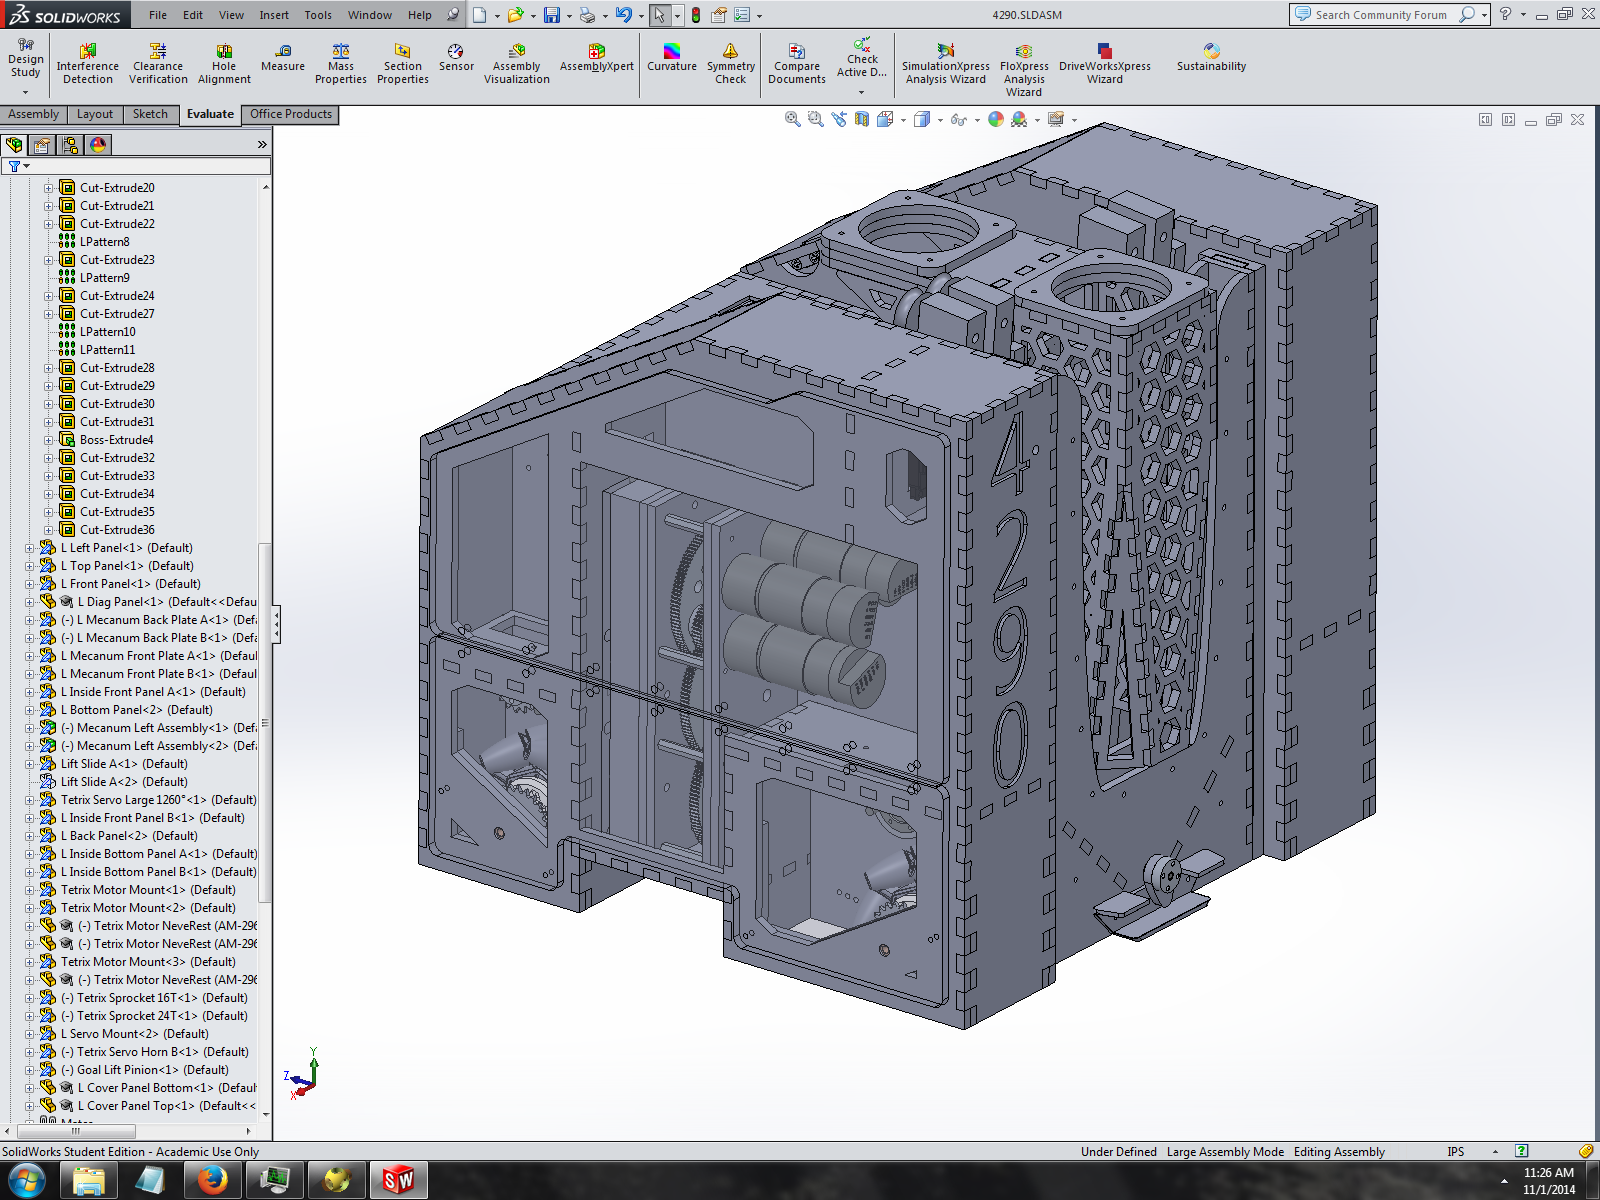 SOLIDWORKS
File Edit View Insert Tools Window Help
4290.SLDASM
Search Community Forum
Design Study
Interference Detection
Clearance Verification
Hole Alignment
Measure
Mass Properties
Section Properties
Sensor
Assembly Visualization
AssemblyXpert
Curvature
Symmetry Check
Compare Documents
Check Active D...
SimulationXpress Analysis Wizard
FloXpress Analysis Wizard
DriveWorksXpress Wizard
Sustainability
Assembly Layout Sketch Evaluate Office Products
Cut-Extrude20
Cut-Extrude21
Cut-Extrude22
LPattern8
Cut-Extrude23
LPattern9
Cut-Extrude24
Cut-Extrude27
LPattern10
LPattern11
Cut-Extrude28
Cut-Extrude29
Cut-Extrude30
Cut-Extrude31
Boss-Extrude4
Cut-Extrude32
Cut-Extrude33
Cut-Extrude34
Cut-Extrude35
Cut-Extrude36
L Left Panel<1> (Default)
L Top Panel<1> (Default)
L Front Panel<1> (Default)
L Diag Panel<1> (Default<<Defau
(-) L Mecanum Back Plate A<1> (Def
(-) L Mecanum Back Plate B<1> (Def
L Mecanum Front Plate A<1> (Defaul
L Mecanum Front Plate B<1> (Defaul
L Inside Front Panel A<1> (Default)
L Bottom Panel<2> (Default)
(-) Mecanum Left Assembly<1> (Def
(-) Mecanum Left Assembly<2> (Def
Lift Slide A<1> (Default)
Lift Slide A<2> (Default)
Tetrix Servo Large 1260°<1> (Default)
L Inside Front Panel B<1> (Default)
L Back Panel<2> (Default)
L Inside Bottom Panel A<1> (Default)
L Inside Bottom Panel B<1> (Default)
Tetrix Motor Mount<1> (Default)
Tetrix Motor Mount<2> (Default)
(-) Tetrix Motor NeveRest (AM-296
(-) Tetrix Motor NeveRest (AM-296
Tetrix Motor Mount<3> (Default)
(-) Tetrix Motor NeveRest (AM-296
(-) Tetrix Sprocket 16T<1> (Default)
(-) Tetrix Sprocket 24T<1> (Default)
L Servo Mount<2> (Default)
(-) Tetrix Servo Horn B<1> (Default)
(-) Goal Lift Pinion<1> (Default)
L Cover Panel Bottom<1> (Defaul
L Cover Panel Top<1> (Default<<
4290
Y
Z
X
SolidWorks Student Edition - Academic Use Only
Under Defined Large Assembly Mode Editing Assembly IPS
SW
11:26 AM
11/1/2014